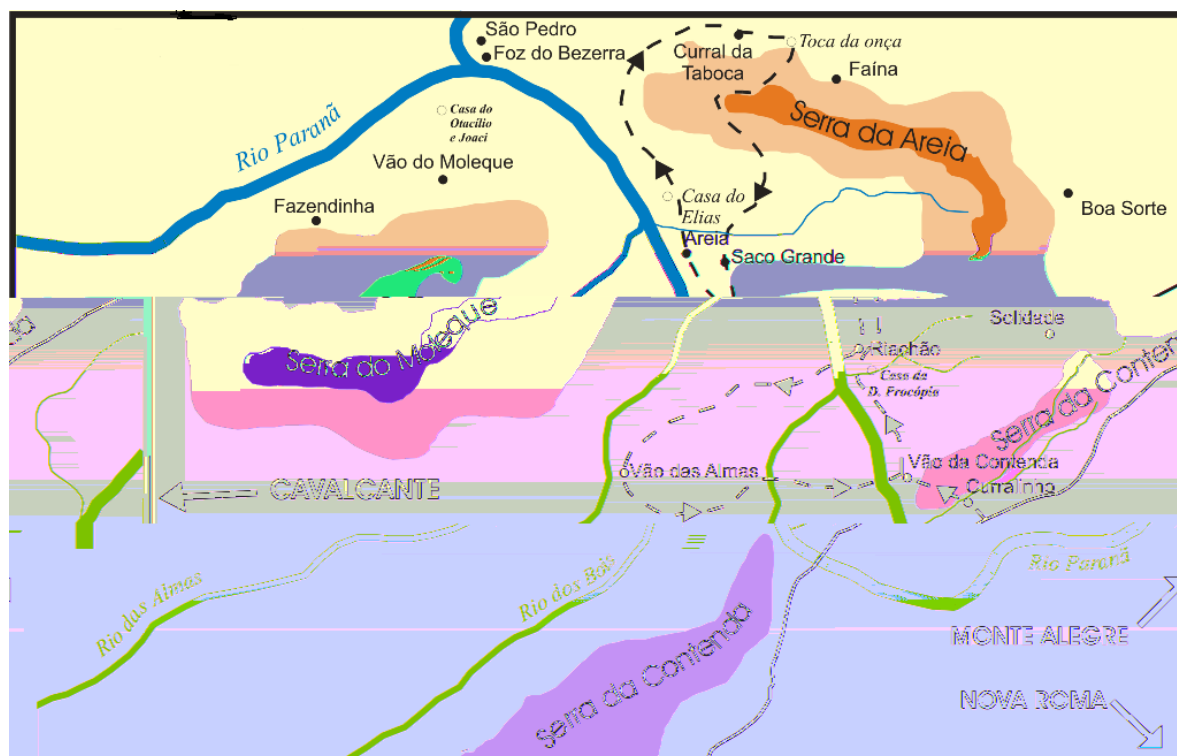 São Pedro
Foz do Bezerra
Curral da
Taboca
Toca da onça
Faína
Rio Paranã
Casa do
Otacílio
e Joaci
Vão do Moleque
Serra da Areia
Fazendinha
Casa do
Elias
Areia
Boa Sorte
Saco Grande
da
Solidade
Serra do Moleque
Riachão
Casa da
D. Procópia
Serra da Conten
Vão das Almas
Vão da Contenda
Curralinho
CAVALCANTE
Rio das Almas
Rio dos Bois
Rio Paranã
Serra da Contenda
MONTE ALEGRE
NOVA ROMA